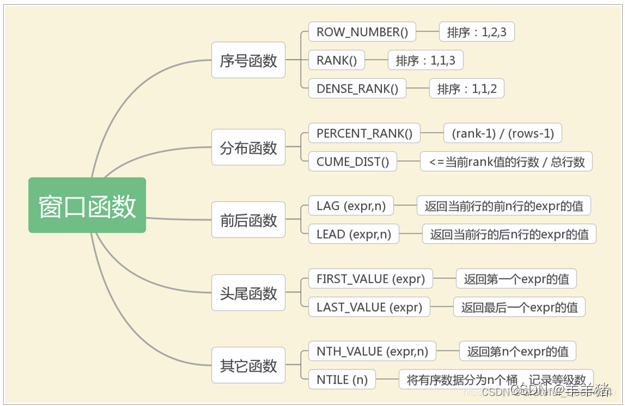 窗口函数
序号函数
ROW_NUMBER()
排序：1,2,3
RANK()
排序：1,1,3
DENSE_RANK()
排序：1,1,2
分布函数
PERCENT_RANK()
(rank-1) / (rows-1)
CUME_DIST()
<=当前rank值的行数 / 总行数
前后函数
LAG (expr,n)
返回当前行的前n行的expr的值
LEAD (expr,n)
返回当前行的后n行的expr的值
头尾函数
FIRST_VALUE (expr)
返回第一个expr的值
LAST_VALUE (expr)
返回最后一个expr的值
其它函数
NTH_VALUE (expr,n)
返回第n个expr的值
NTILE (n)
将有序数据分为n个桶，记录等级数
CSDN @羊羊猪